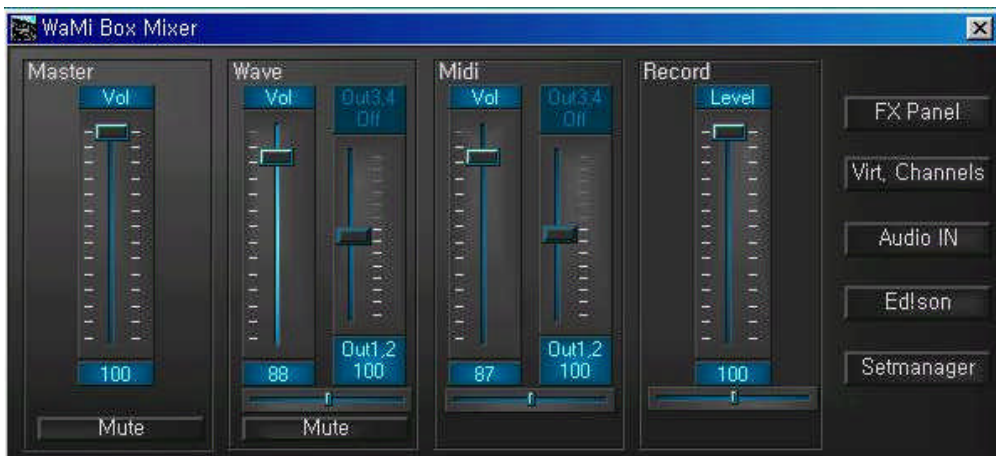 WaMi Box Mixer
Master
Vol
100
Mute
Wave
Vol
88
Out3,4
Off
Out1,2
100
Mute
Midi
Vol
87
Out3,4
Off
Out1,2
100
Record
Level
100
FX Panel
Virt, Channels
Audio IN
Ed!son
Setmanager